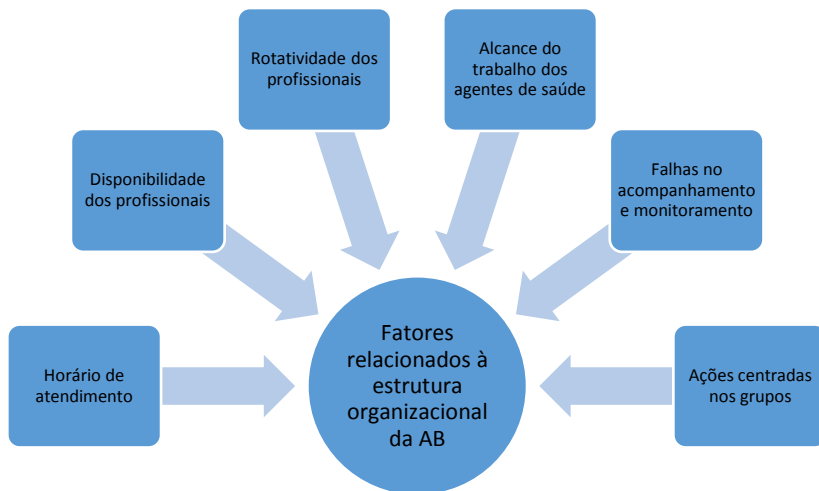 Rotatividade dos
profissionais
Alcance do
trabalho dos
agentes de saúde
Disponibilidade
dos profissionais
Falhas no
acompanhamento
e monitoramento
Horário de
atendimento
Fatores
relacionados à
estrutura
organizacional
da AB
Ações centradas
nos grupos